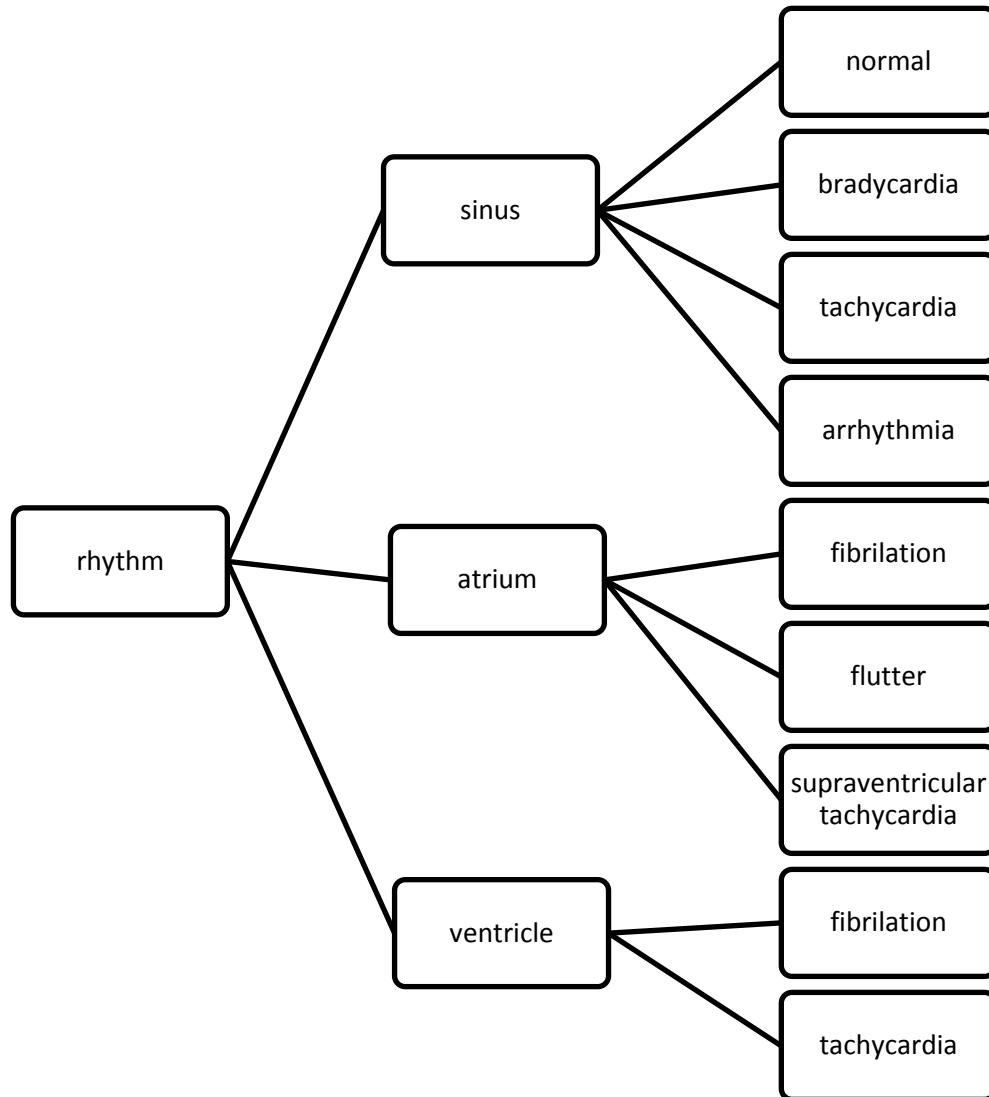 normal
bradycardia
sinus
tachycardia
arrhythmia
rhythm
atrium
fibrilation
flutter
supraventricular
tachycardia
ventricle
fibrilation
tachycardia